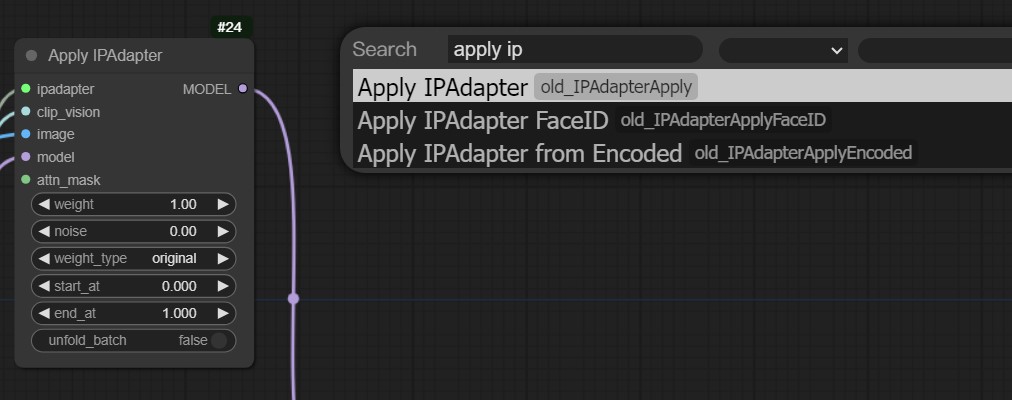 #24
Apply IPAdapter
ipadapter MODEL
clip_vision
image
model
attn_mask
weight 1.00
noise 0.00
weight_type original
start_at 0.000
end_at 1.000
unfold_batch false
Search apply ip
Apply IPAdapter old_IPAdapterApply
Apply IPAdapter FaceID old_IPAdapterApplyFaceID
Apply IPAdapter from Encoded old_IPAdapterApplyEncoded